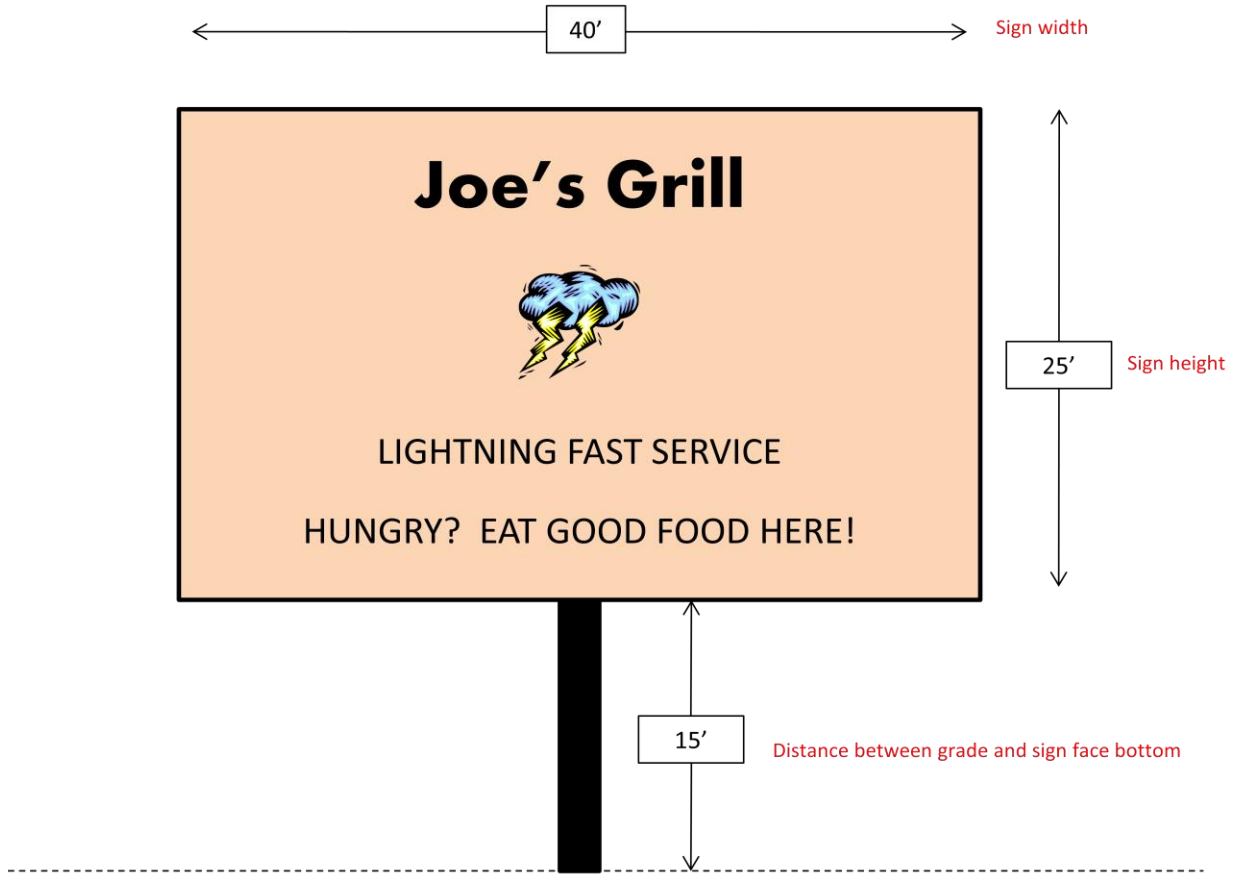 40’ Sign width
Joe’s Grill
25’ Sign height
LIGHTNING FAST SERVICE
HUNGRY? EAT GOOD FOOD HERE!
15’ Distance between grade and sign face bottom